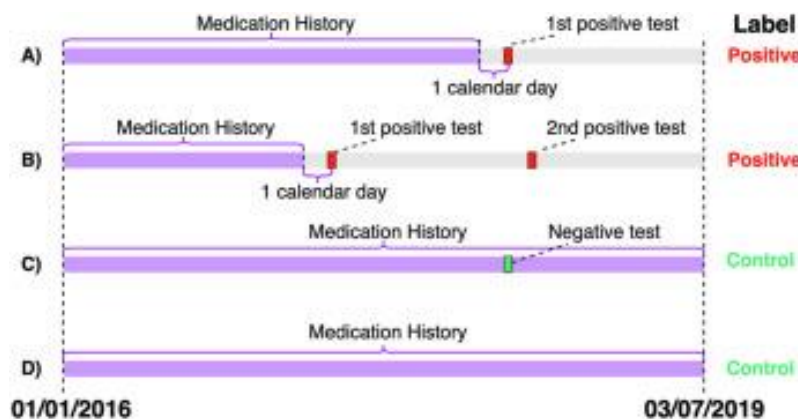 Medication History 1st positive test Label
A) Positive
1 calendar day
Medication History 1st positive test 2nd positive test
B) Positive
1 calendar day
Medication History Negative test
C) Control
Medication History
D) Control
01/01/2016 03/07/2019